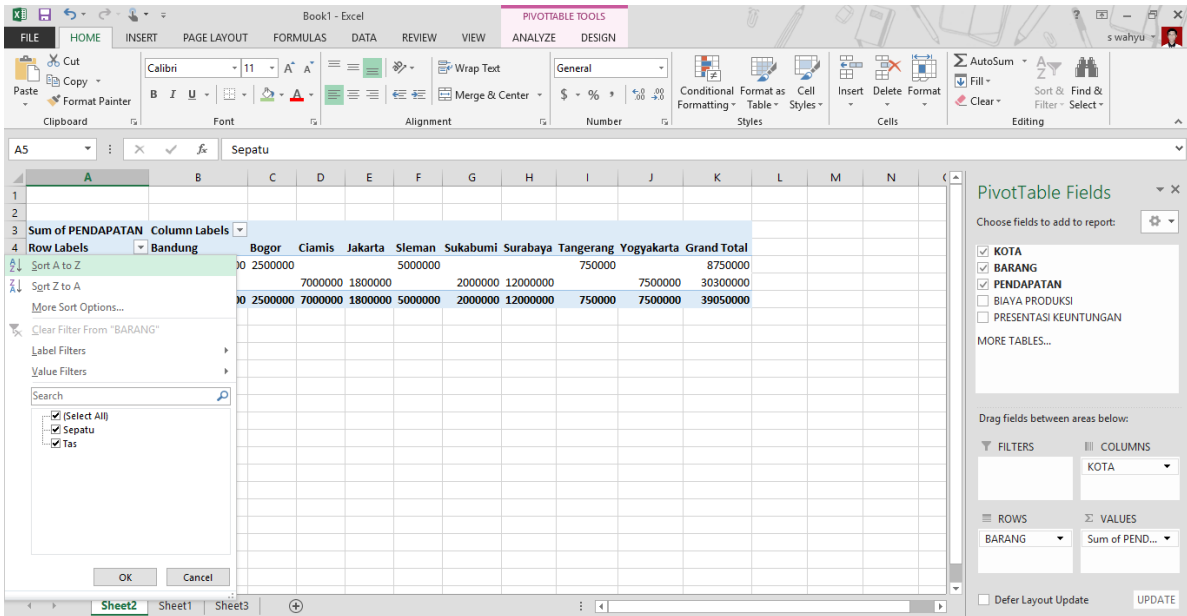 Book1 - Excel
PIVOTTABLE TOOLS
?
FILE HOME INSERT PAGE LAYOUT FORMULAS DATA REVIEW VIEW ANALYZE DESIGN s wahyu
Paste
Cut
Copy
Format Painter
Clipboard
Calibri 11
B I U
Font
Wrap Text
Merge & Center
Alignment
General
$ % ,
Number
Conditional Formatting
Format as Table
Cell Styles
Styles
Insert Delete Format
Cells
AutoSum
Fill
Clear
Sort & Filter
Find & Select
Editing
A5 fx Sepatu
A B C D E F G H I J K L M N
1
2
3 Sum of PENDAPATAN Column Labels
4 Row Labels Bandung Bogor Ciamis Jakarta Sleman Sukabumi Surabaya Tangerang Yogyakarta Grand Total
00 2500000 5000000 750000 8750000
7000000 1800000 2000000 12000000 7500000 30300000
00 2500000 7000000 1800000 5000000 2000000 12000000 750000 7500000 39050000
Sort A to Z
Sort Z to A
More Sort Options...
Clear Filter From "BARANG"
Label Filters
Value Filters
Search
(Select All)
Sepatu
Tas
OK Cancel
Sheet2 Sheet1 Sheet3
PivotTable Fields
Choose fields to add to report:
KOTA
BARANG
PENDAPATAN
BIAYA PRODUKSI
PRESENTASI KEUNTUNGAN
MORE TABLES...
Drag fields between areas below:
FILTERS COLUMNS
KOTA
ROWS Σ VALUES
BARANG Sum of PEND...
Defer Layout Update UPDATE